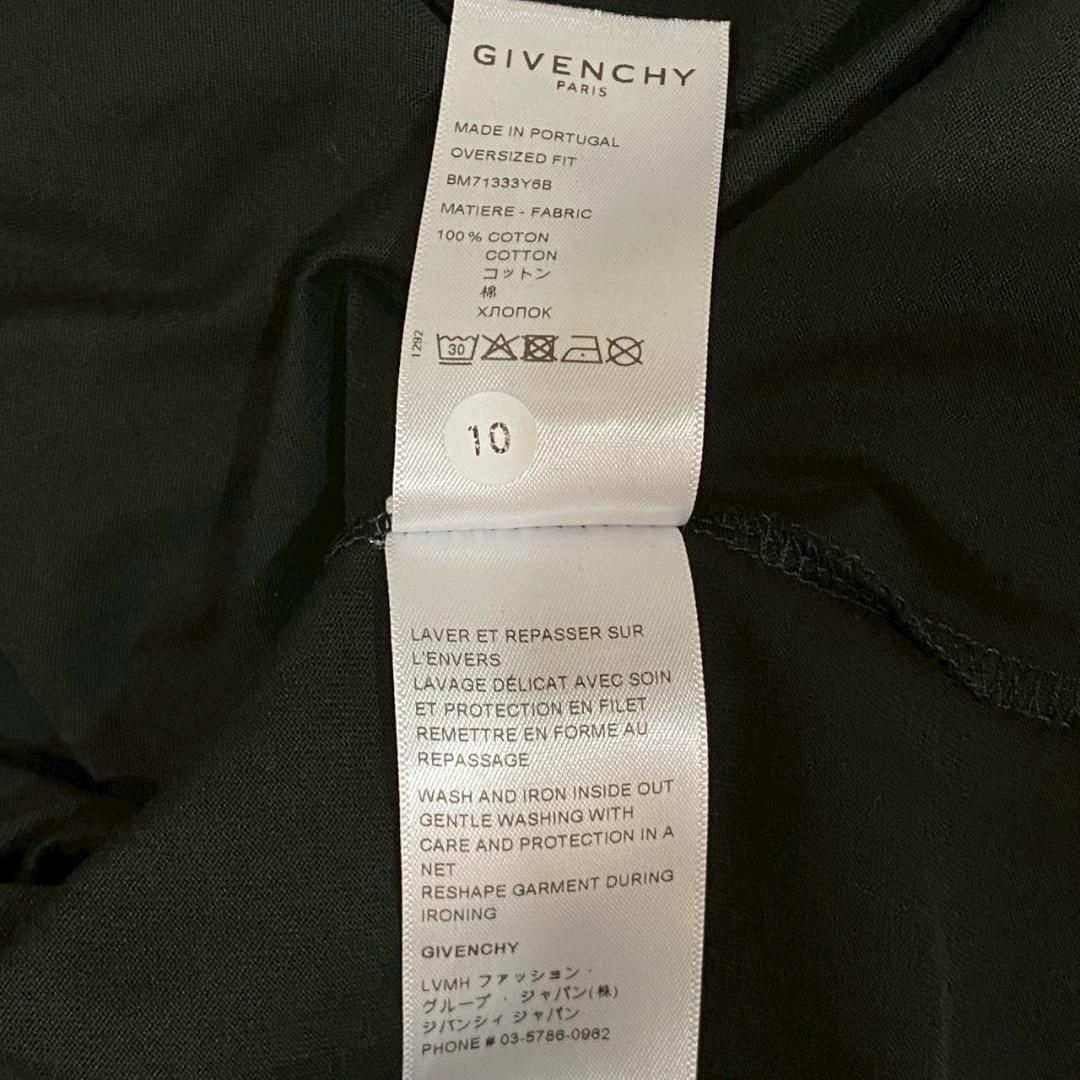 GIVENCHY
PARIS
MADE IN PORTUGAL
OVERSIZED FIT
BM71333Y6B
MATIERE - FABRIC
100% COTON
COTTON
コットン
棉
ХЛОПОК
1292
30
10
LAVER ET REPASSER SUR
L'ENVERS
LAVAGE DÉLICAT AVEC SOIN
ET PROTECTION EN FILET
REMETTRE EN FORME AU
REPASSAGE
WASH AND IRON INSIDE OUT
GENTLE WASHING WITH
CARE AND PROTECTION IN A
NET
RESHAPE GARMENT DURING
IRONING
GIVENCHY
LVMH ファッション・
グループ・ジャパン(株)
ジバンシィ ジャパン
PHONE # 03-5786-0962